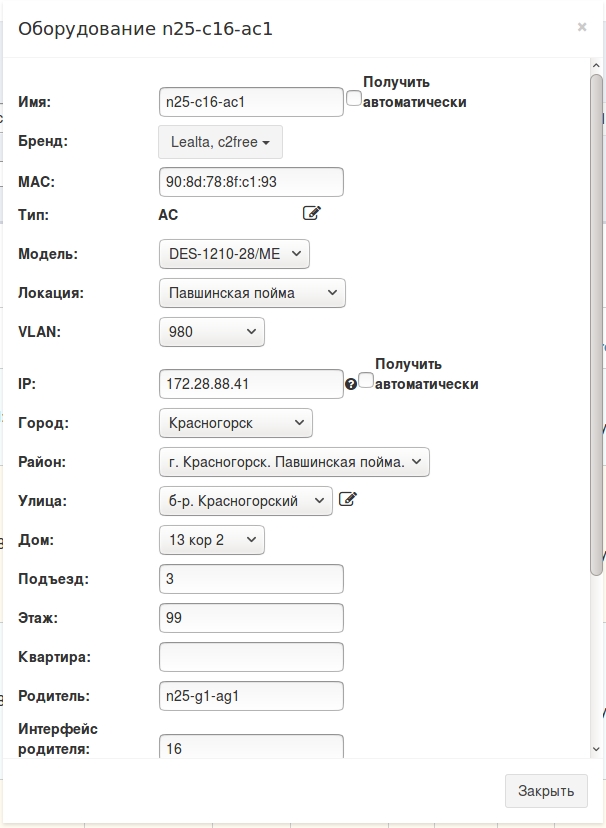 Оборудование n25-c16-ac1
×
Имя: n25-c16-ac1 Получить автоматически
Бренд: Lealta, c2free
MAC: 90:8d:78:8f:c1:93
Тип: AC
Модель: DES-1210-28/ME
Локация: Павшинская пойма
VLAN: 980
IP: 172.28.88.41 Получить автоматически
Город: Красногорск
Район: г. Красногорск. Павшинская пойма.
Улица: б-р. Красногорский
Дом: 13 кор 2
Подъезд: 3
Этаж: 99
Квартира:
Родитель: n25-g1-ag1
Интерфейс родителя: 16
Закрыть